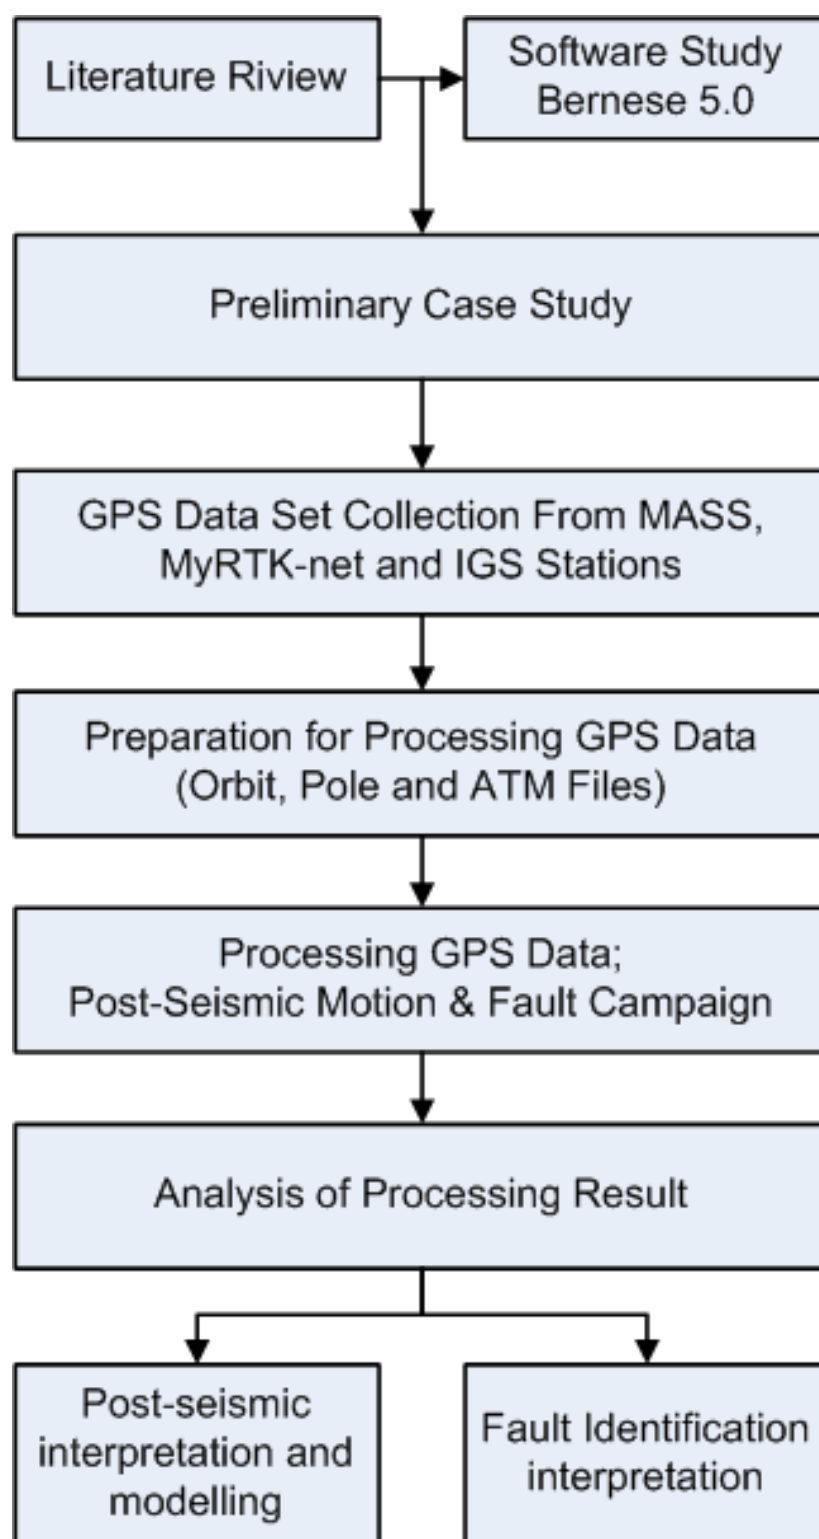 Literature Riview
Software Study
Bernese 5.0
Preliminary Case Study
GPS Data Set Collection From MASS,
MyRTK-net and IGS Stations
Preparation for Processing GPS Data
(Orbit, Pole and ATM Files)
Processing GPS Data;
Post-Seismic Motion & Fault Campaign
Analysis of Processing Result
Post-seismic
interpretation and
modelling
Fault Identification
interpretation